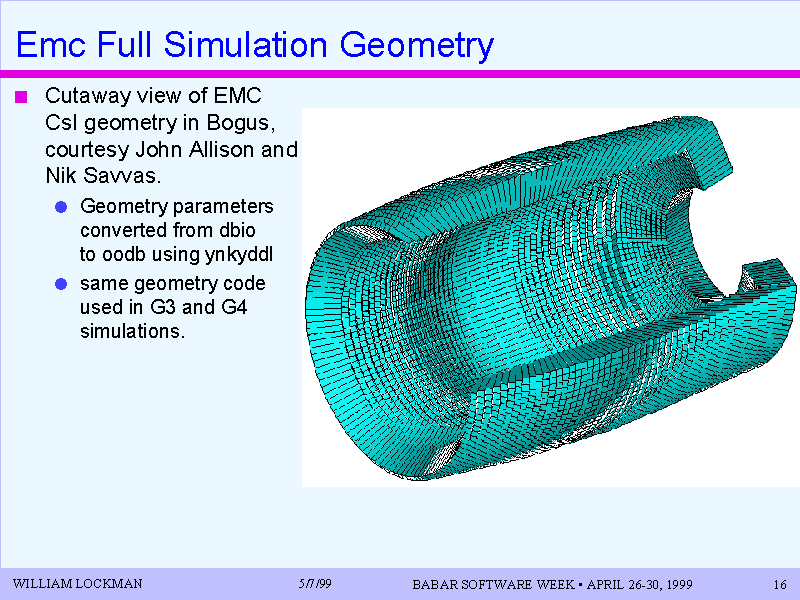 Emc Full Simulation Geometry
Cutaway view of EMC
CsI geometry in Bogus,
courtesy John Allison and
Nik Savvas.
Geometry parameters
converted from dbio
to oodb using ynkyddl
same geometry code
used in G3 and G4
simulations.
WILLIAM LOCKMAN 5/7/99 BABAR SOFTWARE WEEK • APRIL 26-30, 1999 16